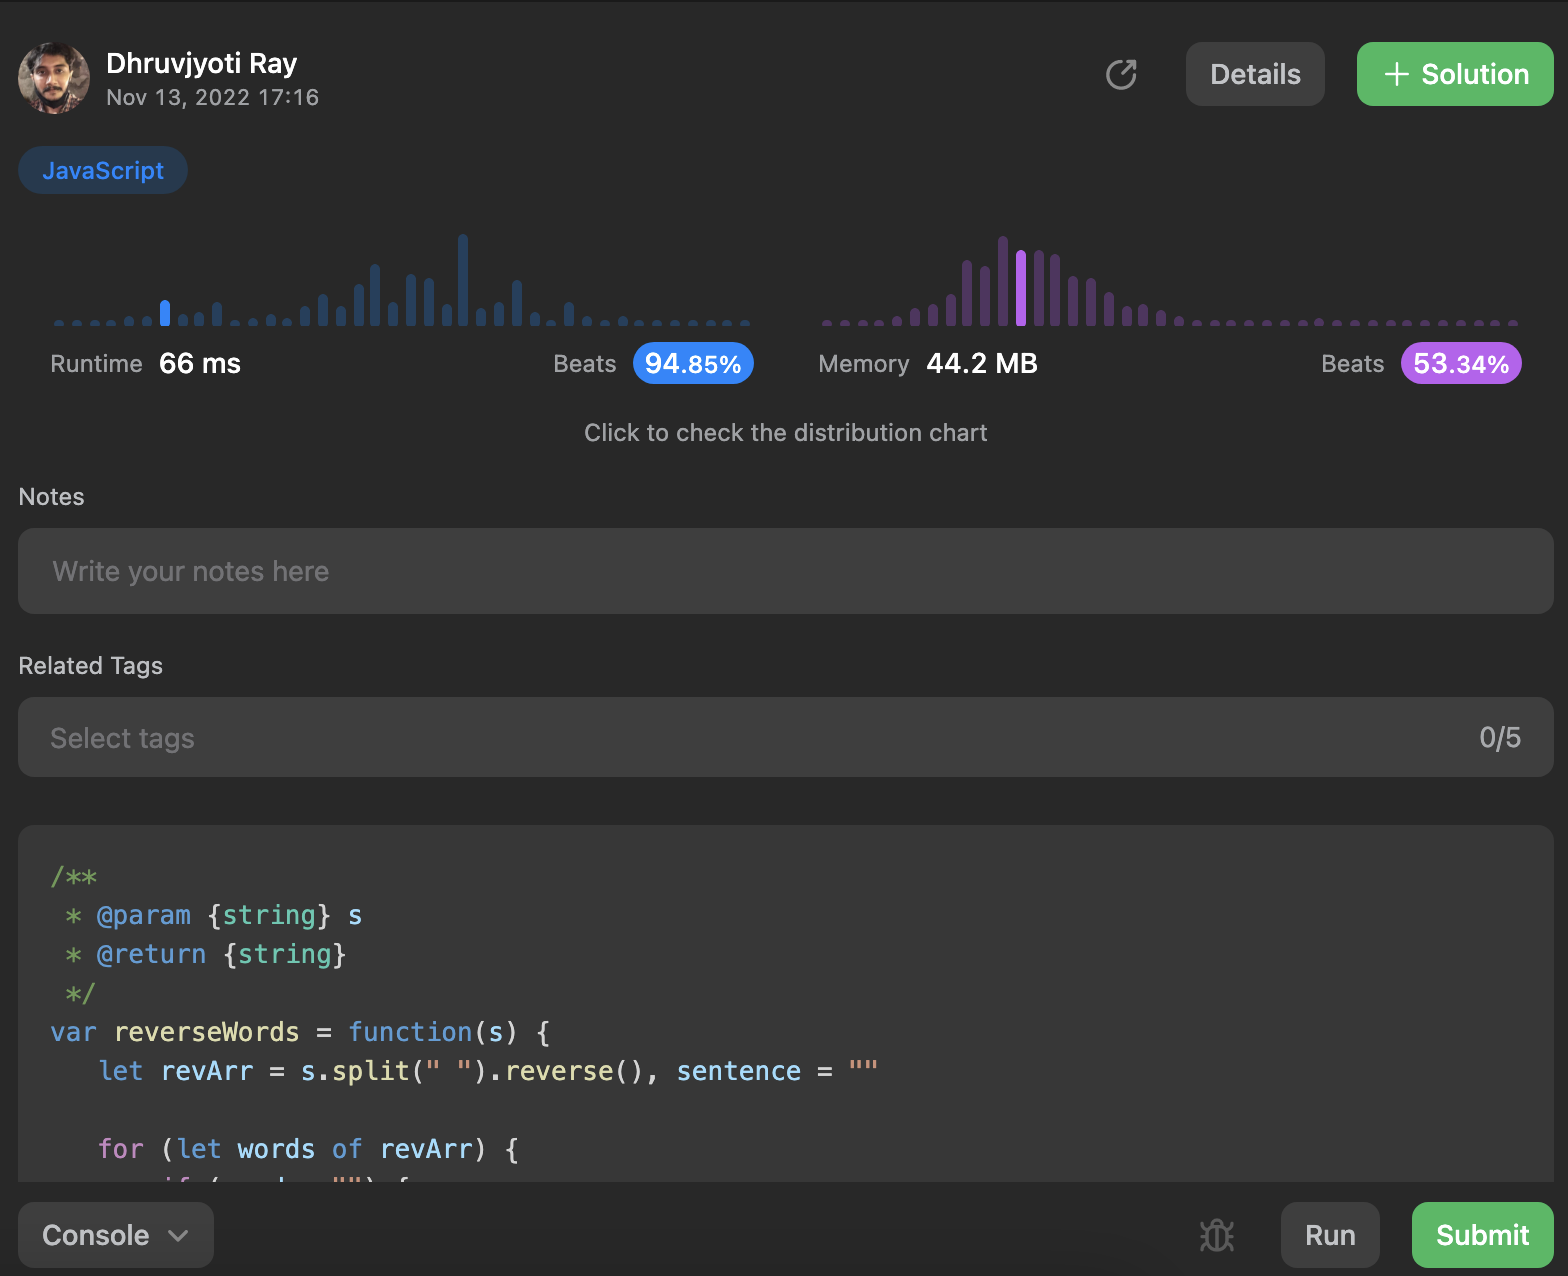 Dhruvjyoti Ray
Nov 13, 2022 17:16
Details
+ Solution
JavaScript
Runtime 66 ms Beats 94.85%
Memory 44.2 MB Beats 53.34%
Click to check the distribution chart
Notes
Write your notes here
Related Tags
Select tags 0/5
/**
 * @param {string} s
 * @return {string}
 */
var reverseWords = function(s) {
   let revArr = s.split(" ").reverse(), sentence = ""
   for (let words of revArr) {
Console
Run
Submit